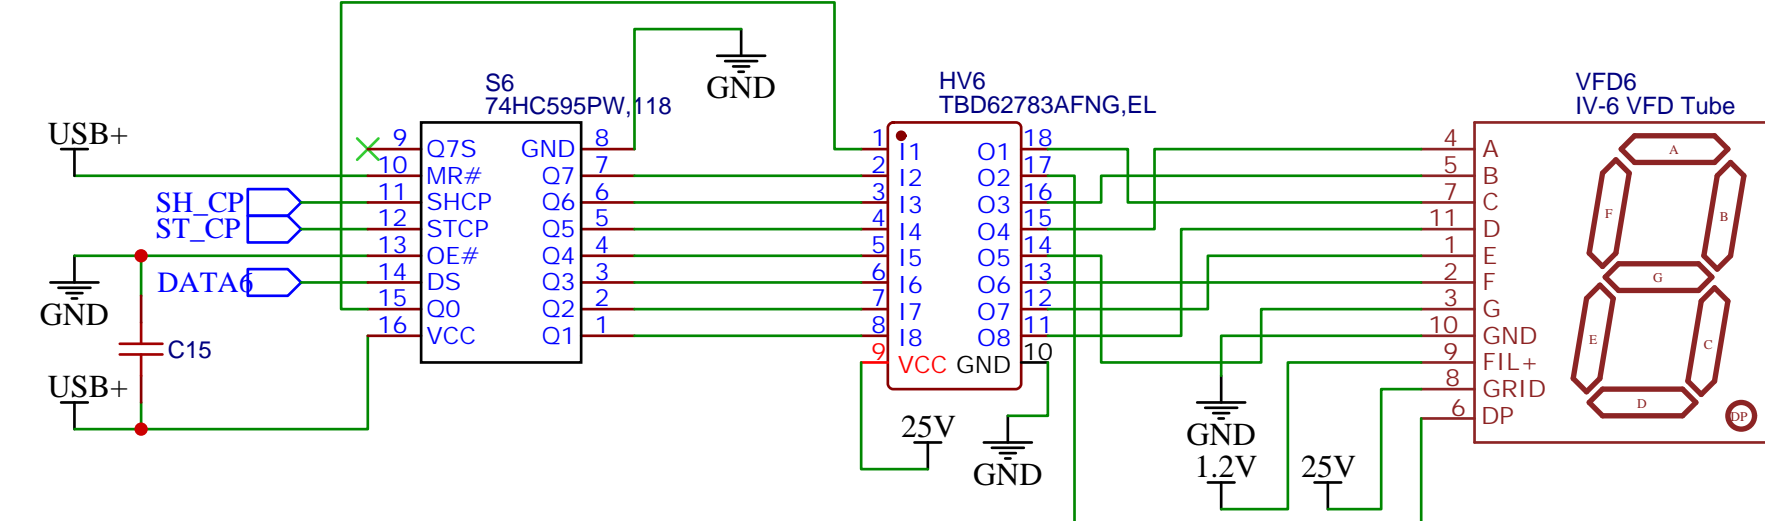 S6
74HC595PW,118
USB+
9 Q7S
10 MR#
SH_CP 11 SHCP
ST_CP 12 STCP
13 OE#
DATA6 14 DS
15 Q0
16 VCC
GND
C15
USB+
GND 8
Q7 7
Q6 6
Q5 5
Q4 4
Q3 3
Q2 2
Q1 1
GND
HV6
TBD62783AFNG,EL
1 I1
2 I2
3 I3
4 I4
5 I5
6 I6
7 I7
8 I8
9 VCC
O1 18
O2 17
O3 16
O4 15
O5 14
O6 13
O7 12
O8 11
GND 10
25V
GND
GND
1.2V
25V
VFD6
IV-6 VFD Tube
4 A
5 B
7 C
11 D
1 E
2 F
3 G
10 GND
9 FIL+
8 GRID
6 DP
A
F
B
G
E
C
D
DP